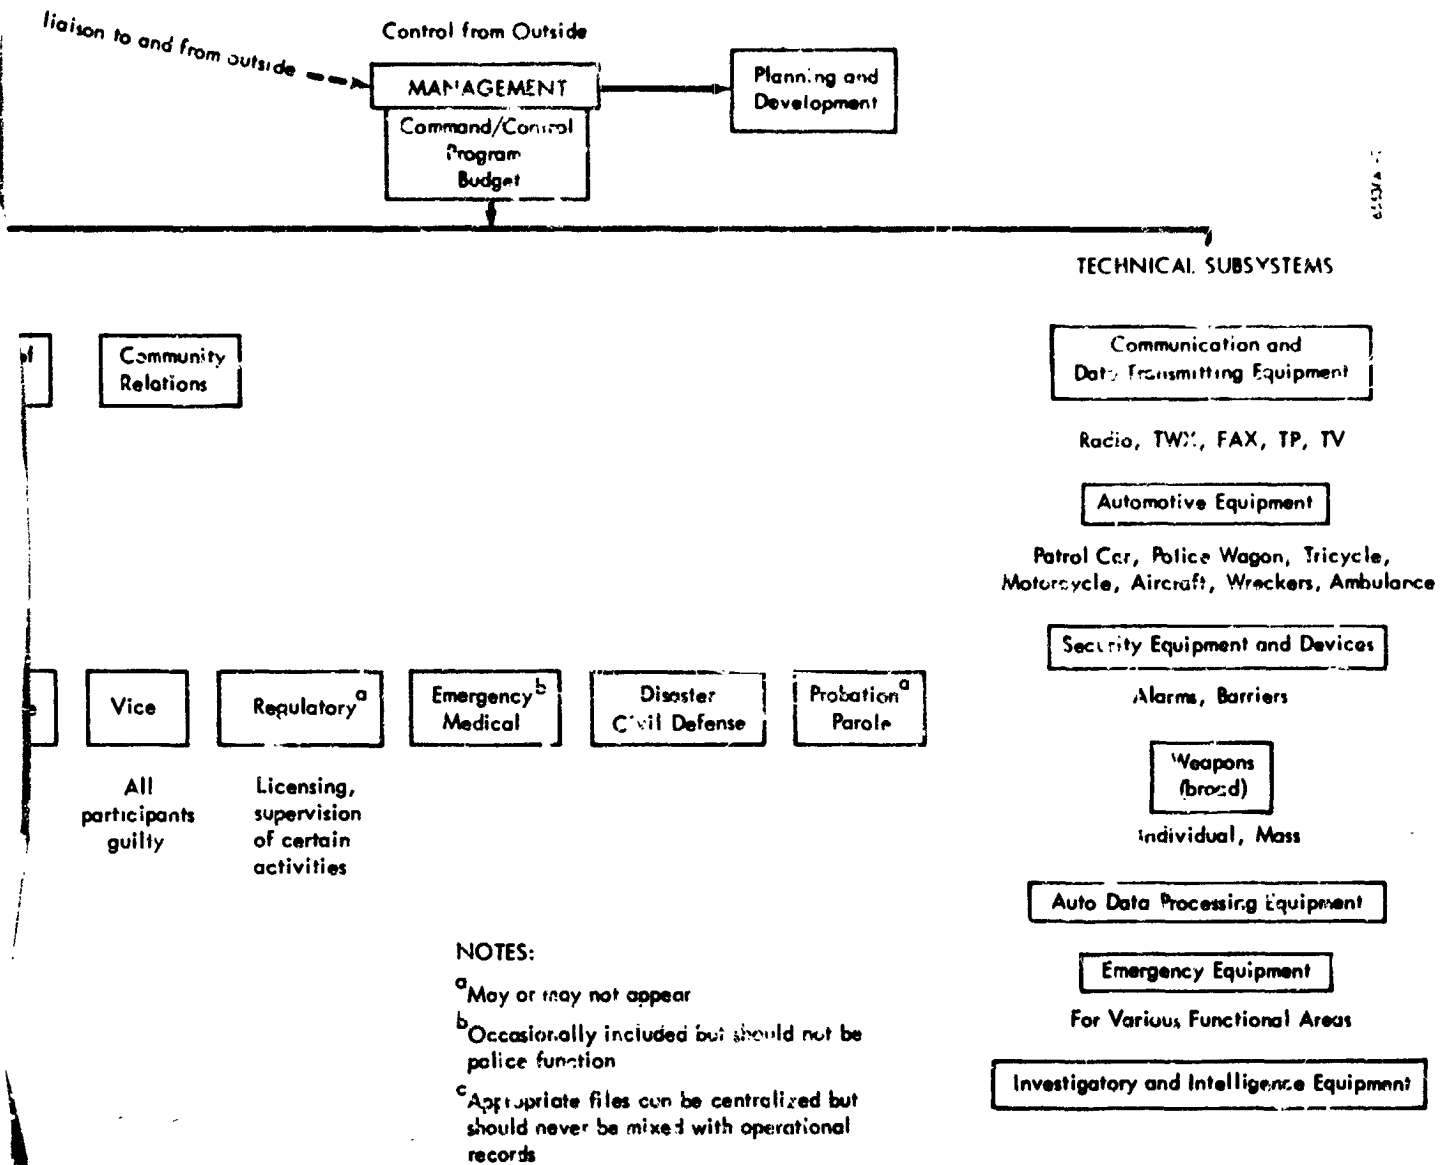 liaison to and from outside
Control from Outside
MANAGEMENT
Command/Control
Program
Budget
Planning and
Development
TECHNICAL SUBSYSTEMS
of
Community
Relations
Communication and
Data Transmitting Equipment
Radio, TWX, FAX, TP, TV
Automotive Equipment
Patrol Car, Police Wagon, Tricycle,
Motorcycle, Aircraft, Wreckers, Ambulance
Security Equipment and Devices
Alarms, Barriers
Vice
All
participants
guilty
Regulatory a
Licensing,
supervision
of certain
activities
Emergency b
Medical
Disaster
Civil Defense
Probation a
Parole
Weapons
(broad)
Individual, Mass
Auto Data Processing Equipment
Emergency Equipment
For Various Functional Areas
Investigatory and Intelligence Equipment
NOTES:
a May or may not appear
b Occasionally included but should not be
police function
c Appropriate files can be centralized but
should never be mixed with operational
records